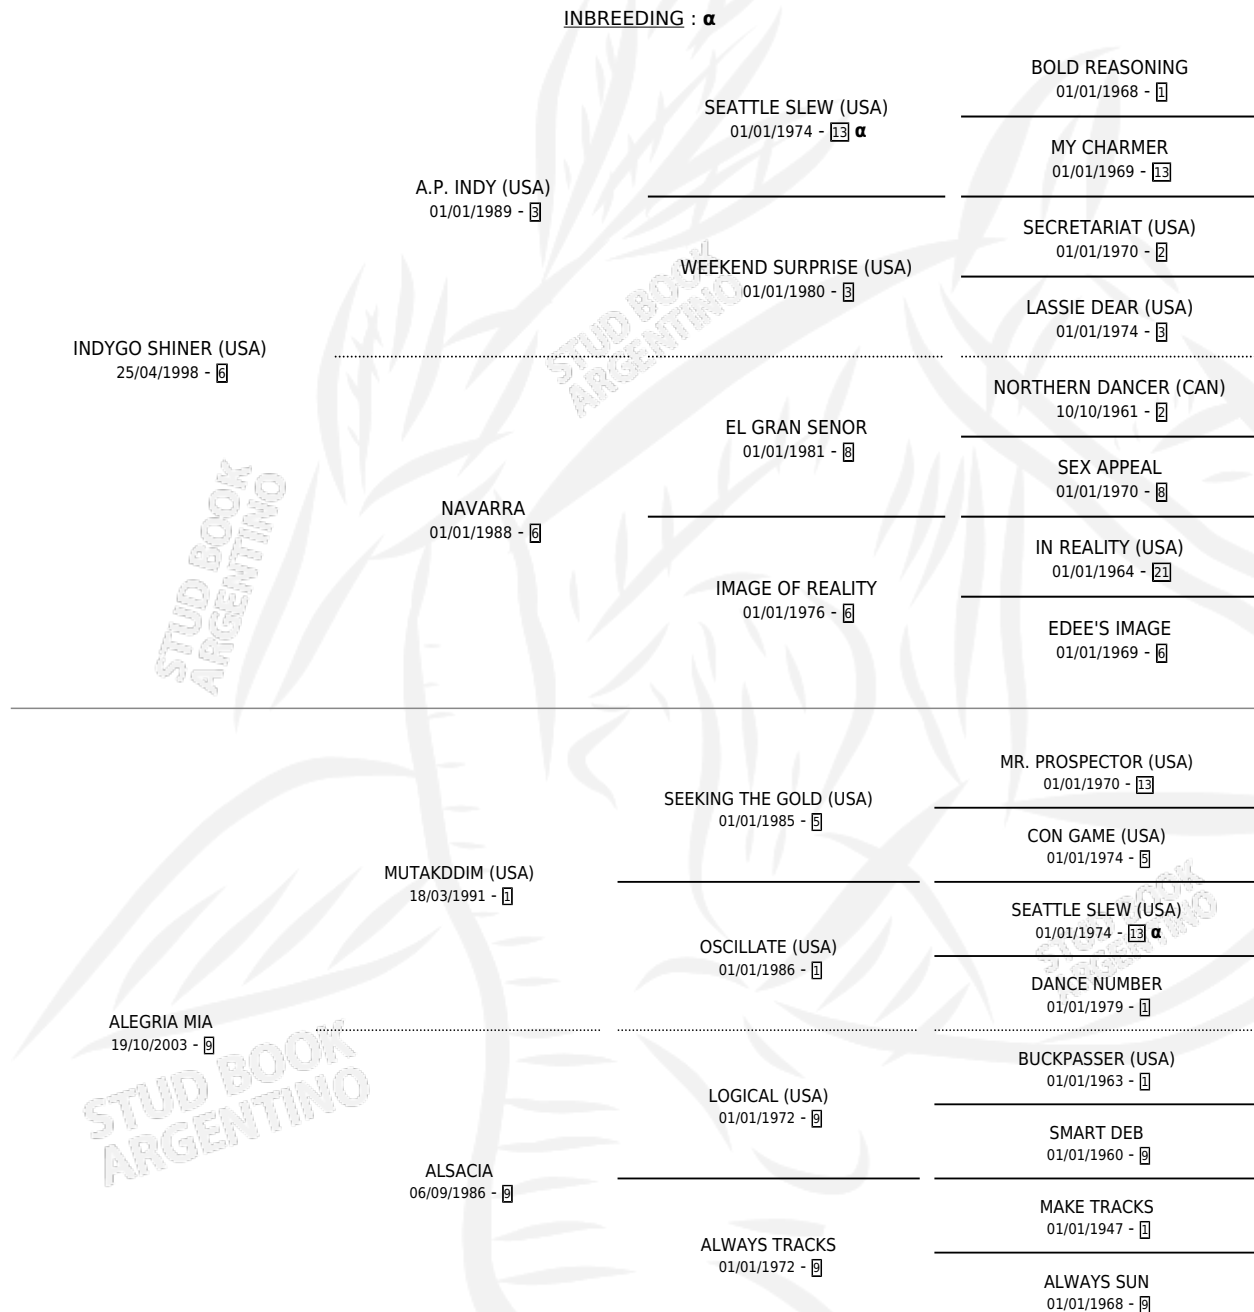 INBREEDING : α
BOLD REASONING
01/01/1968 - 1
SEATTLE SLEW (USA)
01/01/1974 - 13 α
MY CHARMER
01/01/1969 - 13
A.P. INDY (USA)
01/01/1989 - 3
SECRETARIAT (USA)
01/01/1970 - 2
WEEKEND SURPRISE (USA)
01/01/1980 - 3
LASSIE DEAR (USA)
01/01/1974 - 3
INDYGO SHINER (USA)
25/04/1998 - 6
NORTHERN DANCER (CAN)
10/10/1961 - 2
EL GRAN SENOR
01/01/1981 - 8
SEX APPEAL
01/01/1970 - 8
NAVARRA
01/01/1988 - 6
IN REALITY (USA)
01/01/1964 - 21
IMAGE OF REALITY
01/01/1976 - 6
EDEE'S IMAGE
01/01/1969 - 6
MR. PROSPECTOR (USA)
01/01/1970 - 13
SEEKING THE GOLD (USA)
01/01/1985 - 5
CON GAME (USA)
01/01/1974 - 5
MUTAKDDIM (USA)
18/03/1991 - 1
SEATTLE SLEW (USA)
01/01/1974 - 13 α
OSCILLATE (USA)
01/01/1986 - 1
DANCE NUMBER
01/01/1979 - 1
ALEGRIA MIA
19/10/2003 - 9
BUCKPASSER (USA)
01/01/1963 - 1
LOGICAL (USA)
01/01/1972 - 9
SMART DEB
01/01/1960 - 9
ALSACIA
06/09/1986 - 9
MAKE TRACKS
01/01/1947 - 1
ALWAYS TRACKS
01/01/1972 - 9
ALWAYS SUN
01/01/1968 - 9
STUD BOOK
ARGENTINO
STUD BOOK
ARGENTINO
STUD BOOK
ARGENTINO
STUD BOOK
ARGENTINO